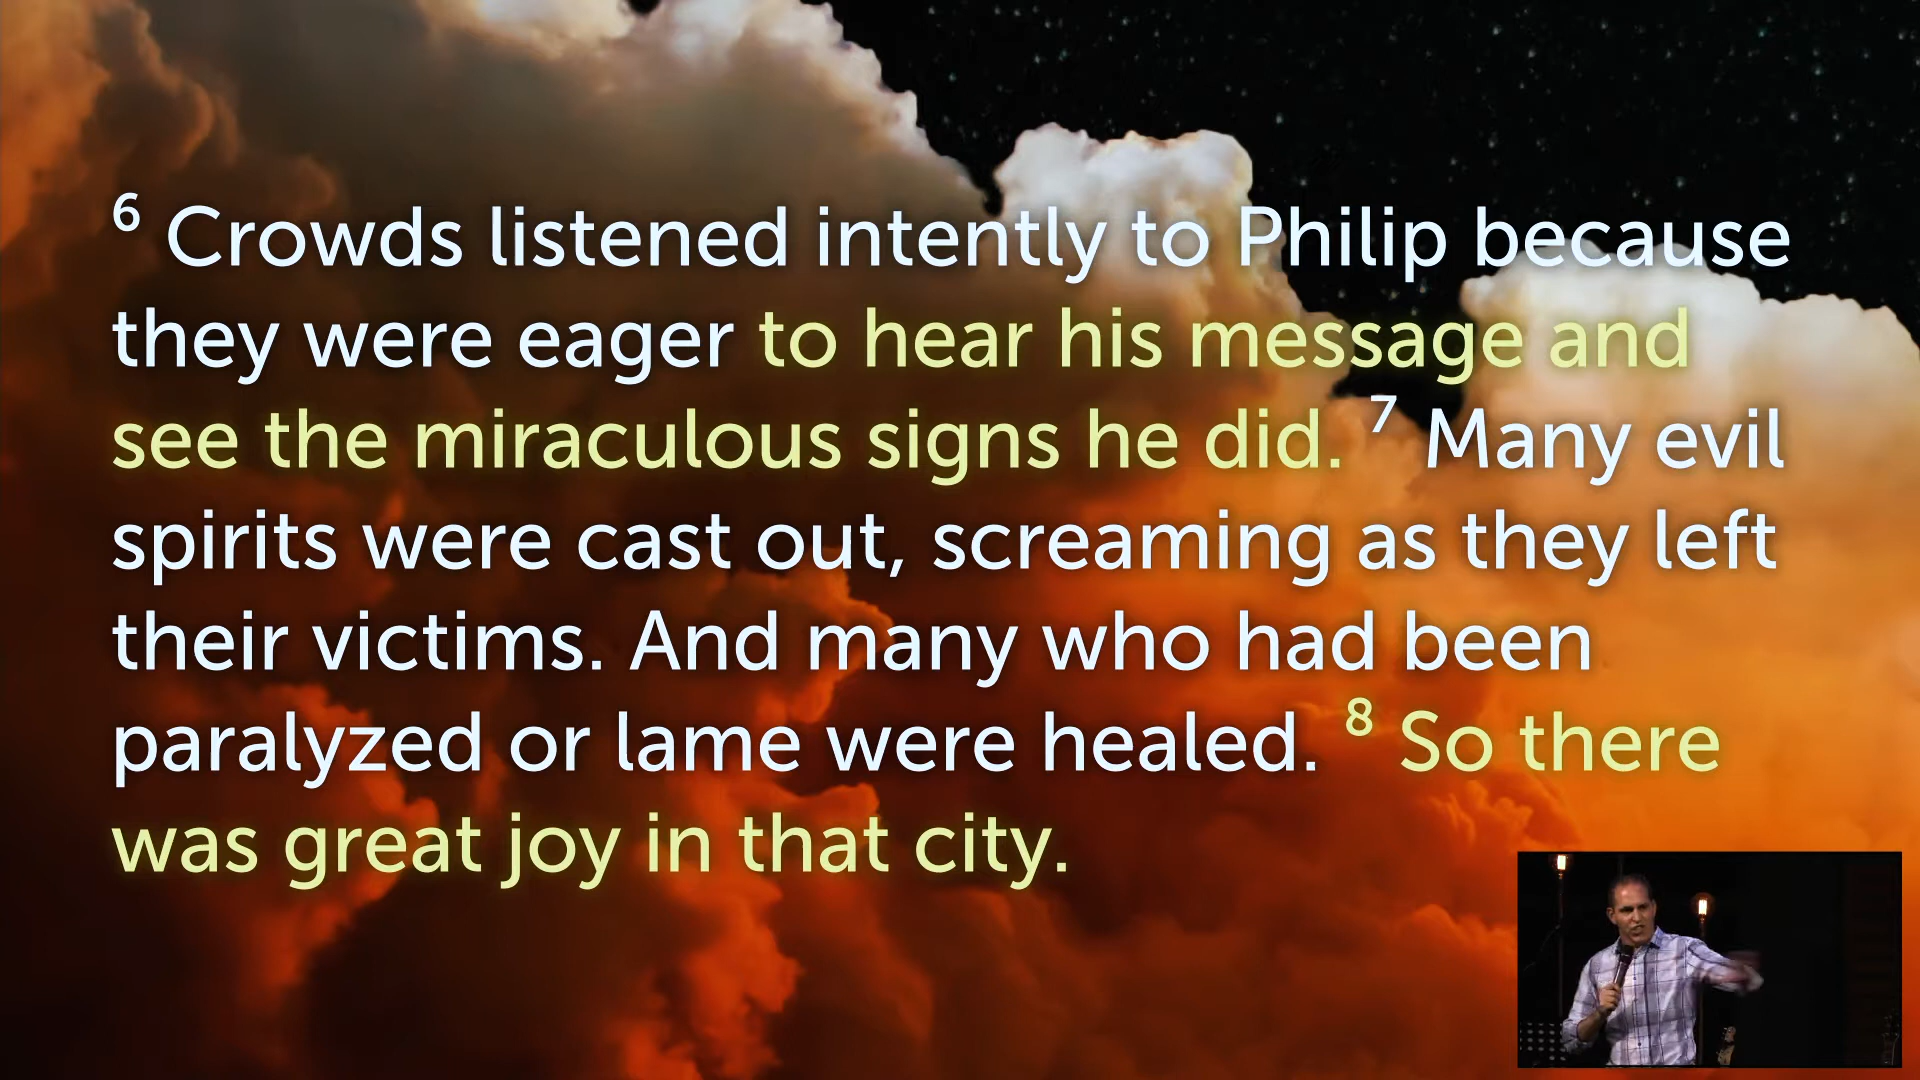 6 Crowds listened intently to Philip because
they were eager to hear his message and
see the miraculous signs he did. 7 Many evil
spirits were cast out, screaming as they left
their victims. And many who had been
paralyzed or lame were healed. 8 So there
was great joy in that city.